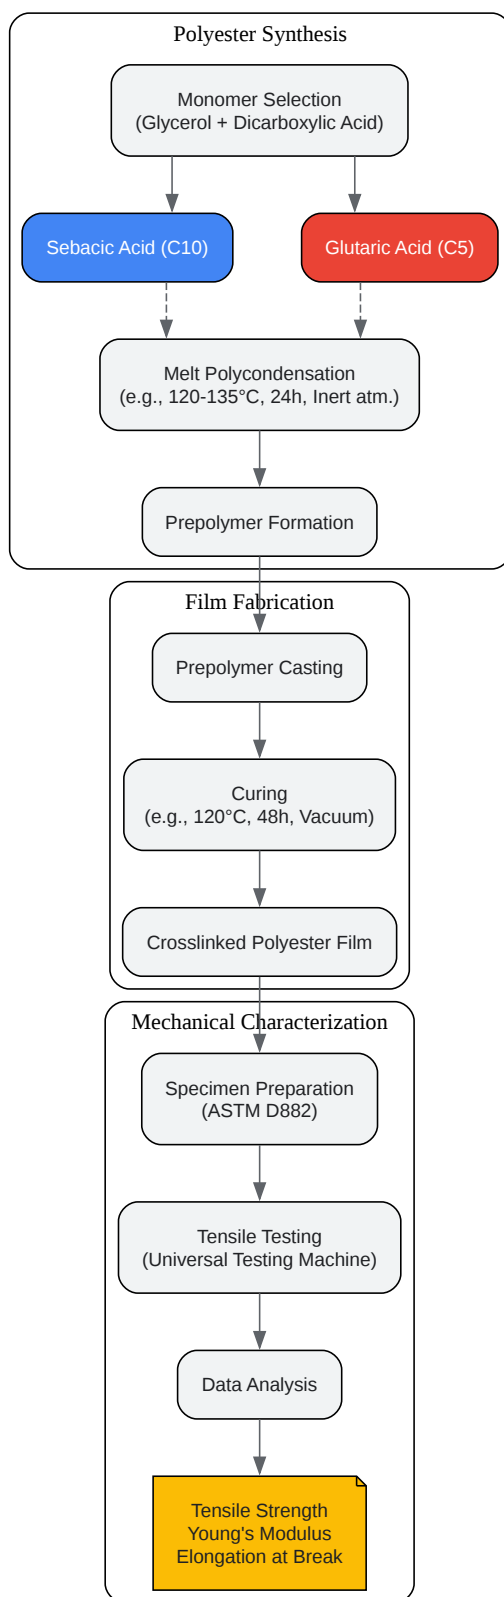 Polyester Synthesis
Monomer Selection
(Glycerol + Dicarboxylic Acid)
Sebacic Acid (C10)
Glutaric Acid (C5)
Melt Polycondensation
(e.g., 120-135°C, 24h, Inert atm.)
Prepolymer Formation
Film Fabrication
Prepolymer Casting
Curing
(e.g., 120°C, 48h, Vacuum)
Crosslinked Polyester Film
Mechanical Characterization
Specimen Preparation
(ASTM D882)
Tensile Testing
(Universal Testing Machine)
Data Analysis
Tensile Strength
Young's Modulus
Elongation at Break